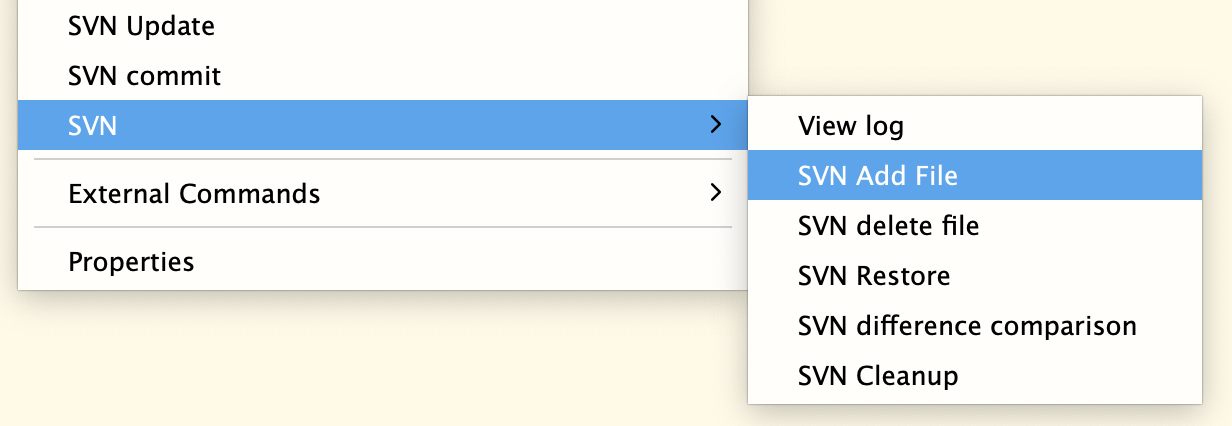 SVN Update
SVN commit
SVN
External Commands
Properties
View log
SVN Add File
SVN delete file
SVN Restore
SVN difference comparison
SVN Cleanup